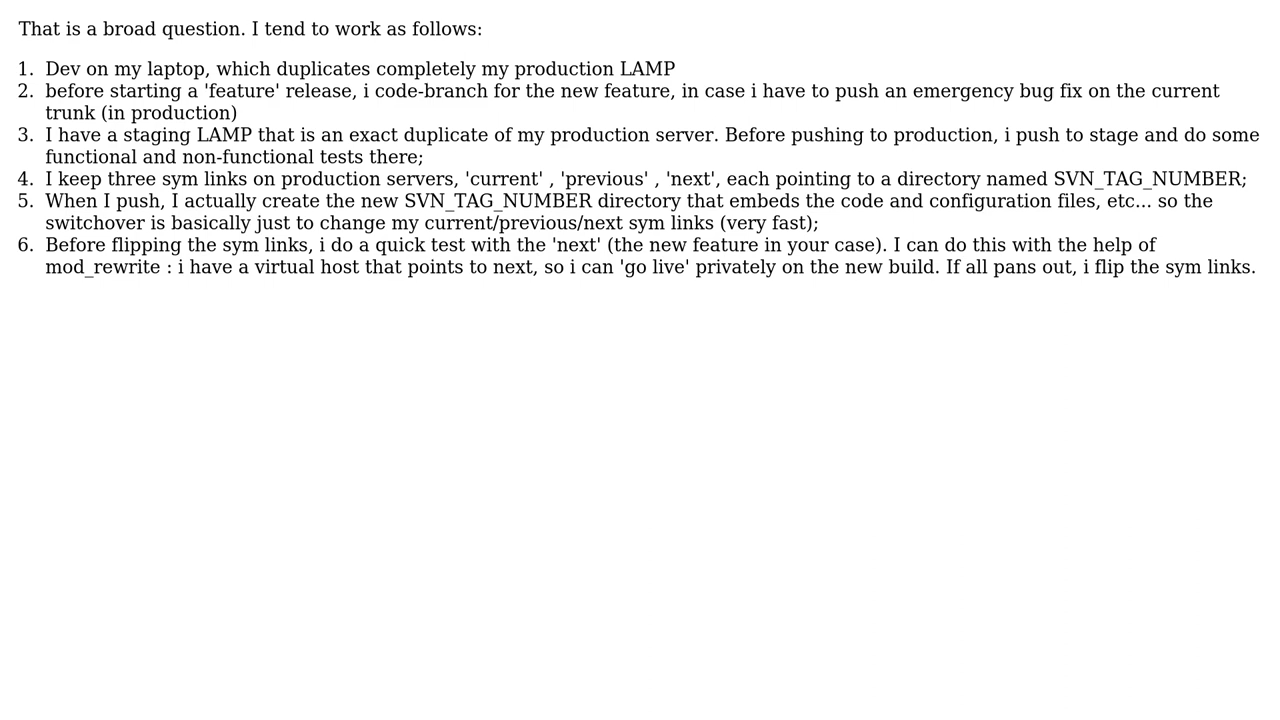 That is a broad question. I tend to work as follows:
1. Dev on my laptop, which duplicates completely my production LAMP
2. before starting a 'feature' release, i code-branch for the new feature, in case i have to push an emergency bug fix on the current
trunk (in production)
3. I have a staging LAMP that is an exact duplicate of my production server. Before pushing to production, i push to stage and do some
functional and non-functional tests there;
4. I keep three sym links on production servers, 'current' , 'previous' , 'next', each pointing to a directory named SVN_TAG_NUMBER;
5. When I push, I actually create the new SVN_TAG_NUMBER directory that embeds the code and configuration files, etc... so the
switchover is basically just to change my current/previous/next sym links (very fast);
6. Before flipping the sym links, i do a quick test with the 'next' (the new feature in your case). I can do this with the help of
mod_rewrite : i have a virtual host that points to next, so i can 'go live' privately on the new build. If all pans out, i flip the sym links.